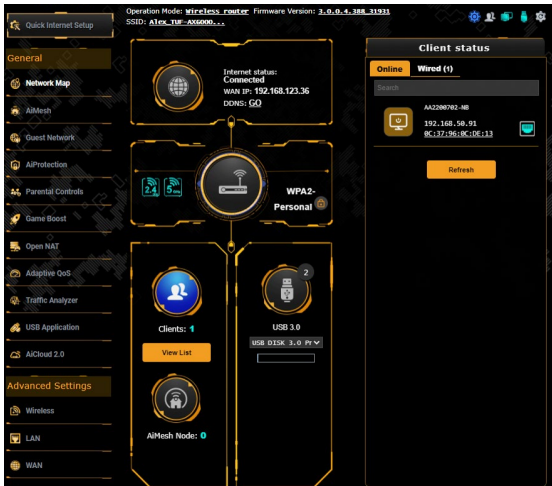 Quick Internet Setup
General
Network Map
AiMesh
Guest Network
AiProtection
Parental Controls
Game Boost
Open NAT
Adaptive QoS
Traffic Analyzer
USB Application
AiCloud 2.0
Advanced Settings
Wireless
LAN
WAN
Operation Mode: Wireless router Firmware Version: 3.0.0.4.388_31931
SSID: Alex_TUF-AX6000...
Internet status:
Connected
WAN IP: 192.168.123.36
DDNS: GO
2.4
5
WPA2-
Personal
Clients: 1
View List
AiMesh Node: 0
2
USB 3.0
USB DISK 3.0 Pr
Client status
Online
Wired (1)
Search
AA2200702-NB
192.168.50.91
0C:37:96:0C:DE:13
Refresh